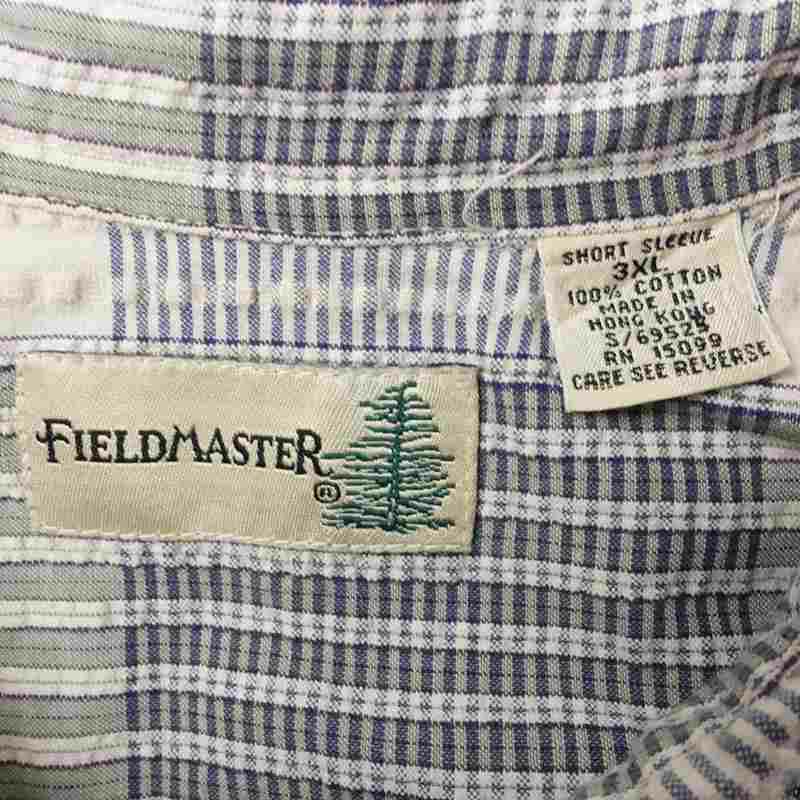 SHORT SLEEVE
3XL
100% COTTON
MADE IN
HONG KONG
S/69525
RN 15099
CARE SEE REVERSE
FIELDMASTER
®